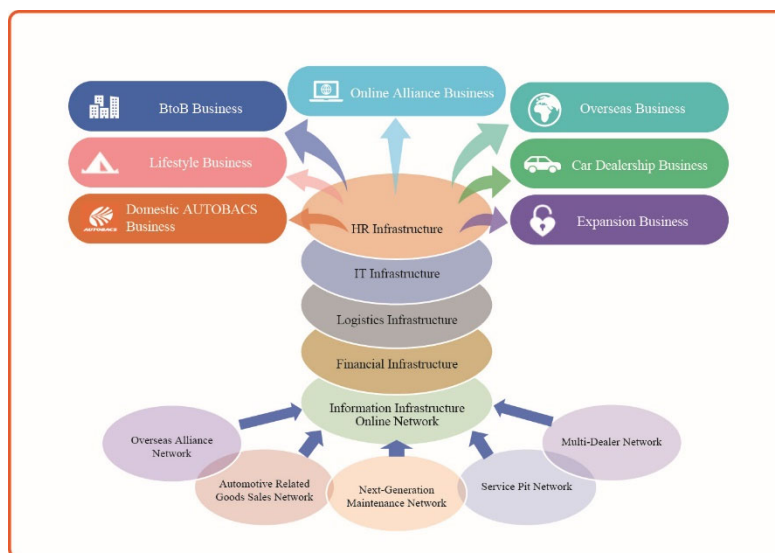 BtoB Business
Online Alliance Business
Overseas Business
Lifestyle Business
Car Dealership Business
AUTOBACS
Domestic AUTOBACS
Business
Expansion Business
HR Infrastructure
IT Infrastructure
Logistics Infrastructure
Financial Infrastructure
Information Infrastructure
Online Network
Overseas Alliance
Network
Automotive Related
Goods Sales Network
Next-Generation
Maintenance Network
Service Pit Network
Multi-Dealer Network